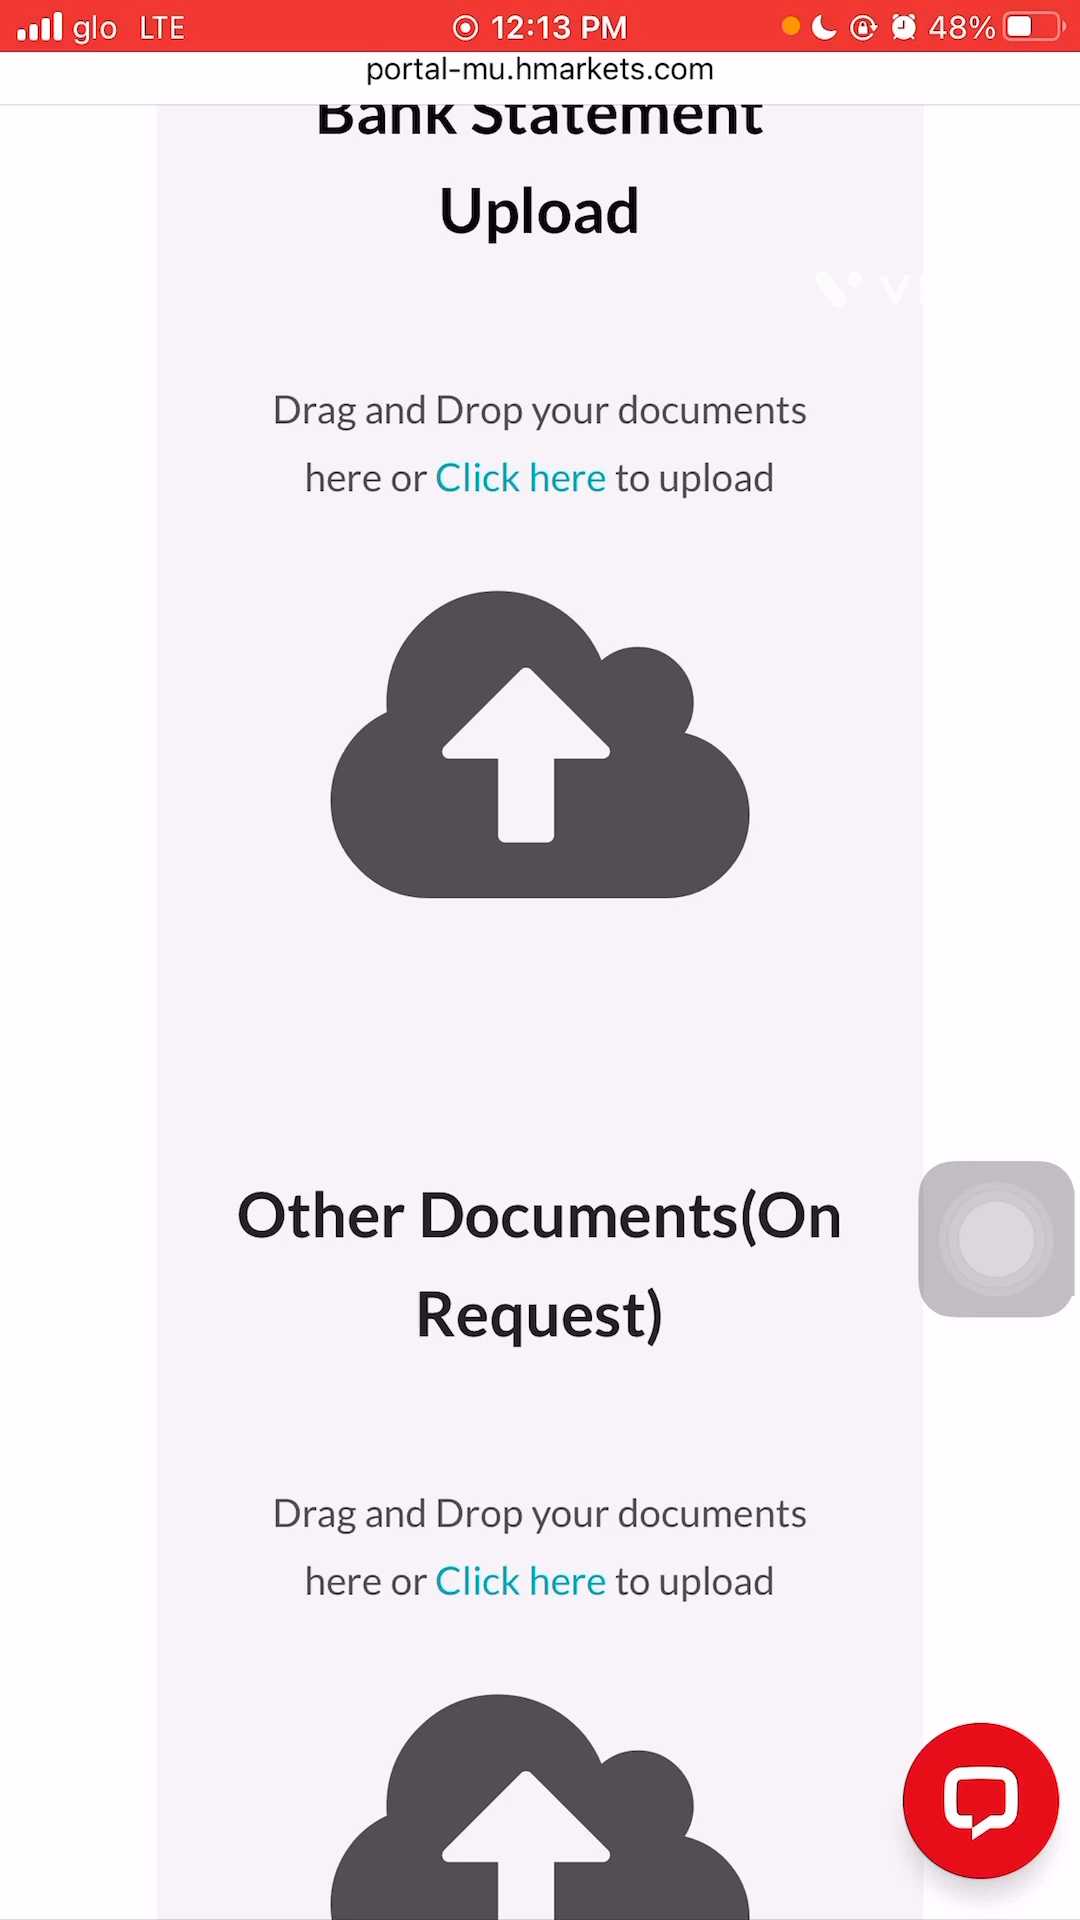 glo LTE 12:13 PM 48%
portal-mu.hmarkets.com
Bank Statement
Upload
Drag and Drop your documents
here or Click here to upload
Other Documents(On
Request)
Drag and Drop your documents
here or Click here to upload